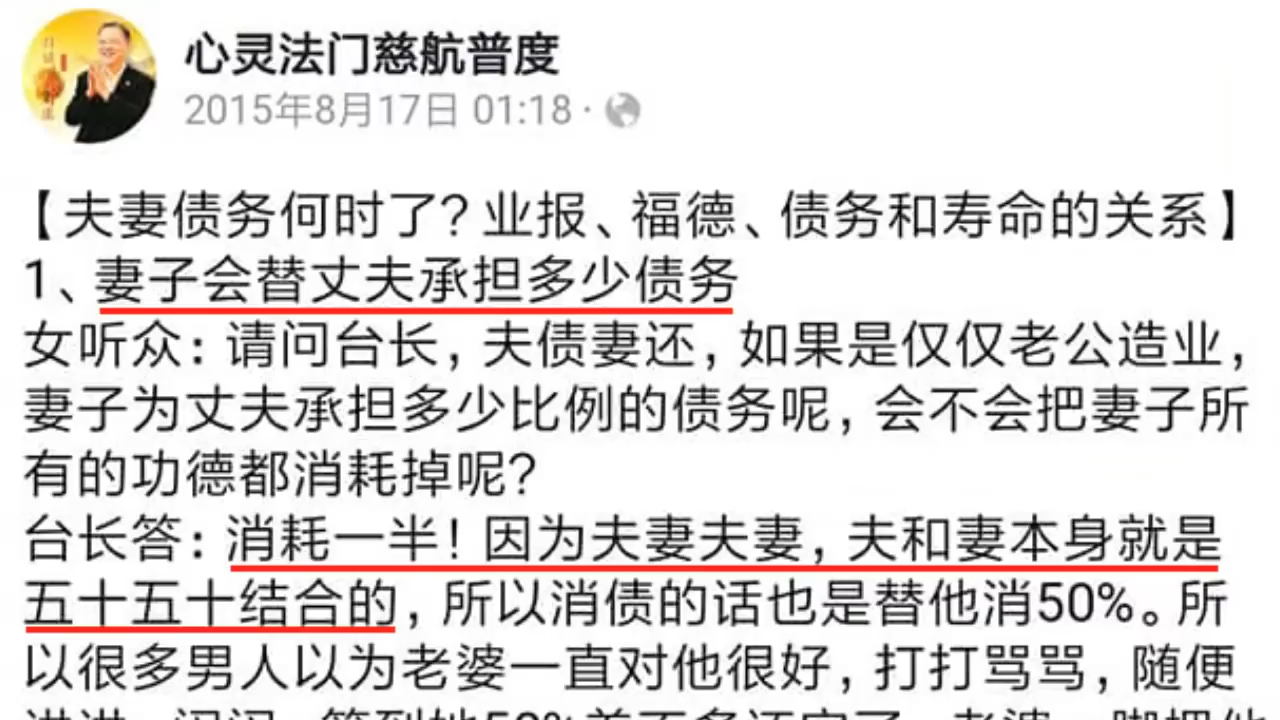 心灵法门慈航普度
2015年8月17日 01:18 ·
【夫妻债务何时了？业报、福德、债务和寿命的关系】
1、妻子会替丈夫承担多少债务
女听众：请问台长，夫债妻还，如果是仅仅老公造业，
妻子为丈夫承担多少比例的债务呢，会不会把妻子所
有的功德都消耗掉呢？
台长答：消耗一半！因为夫妻夫妻，夫和妻本身就是
五十五十结合的，所以消债的话也是替他消50%。所
以很多男人以为老婆一直对他很好，打打骂骂，随便